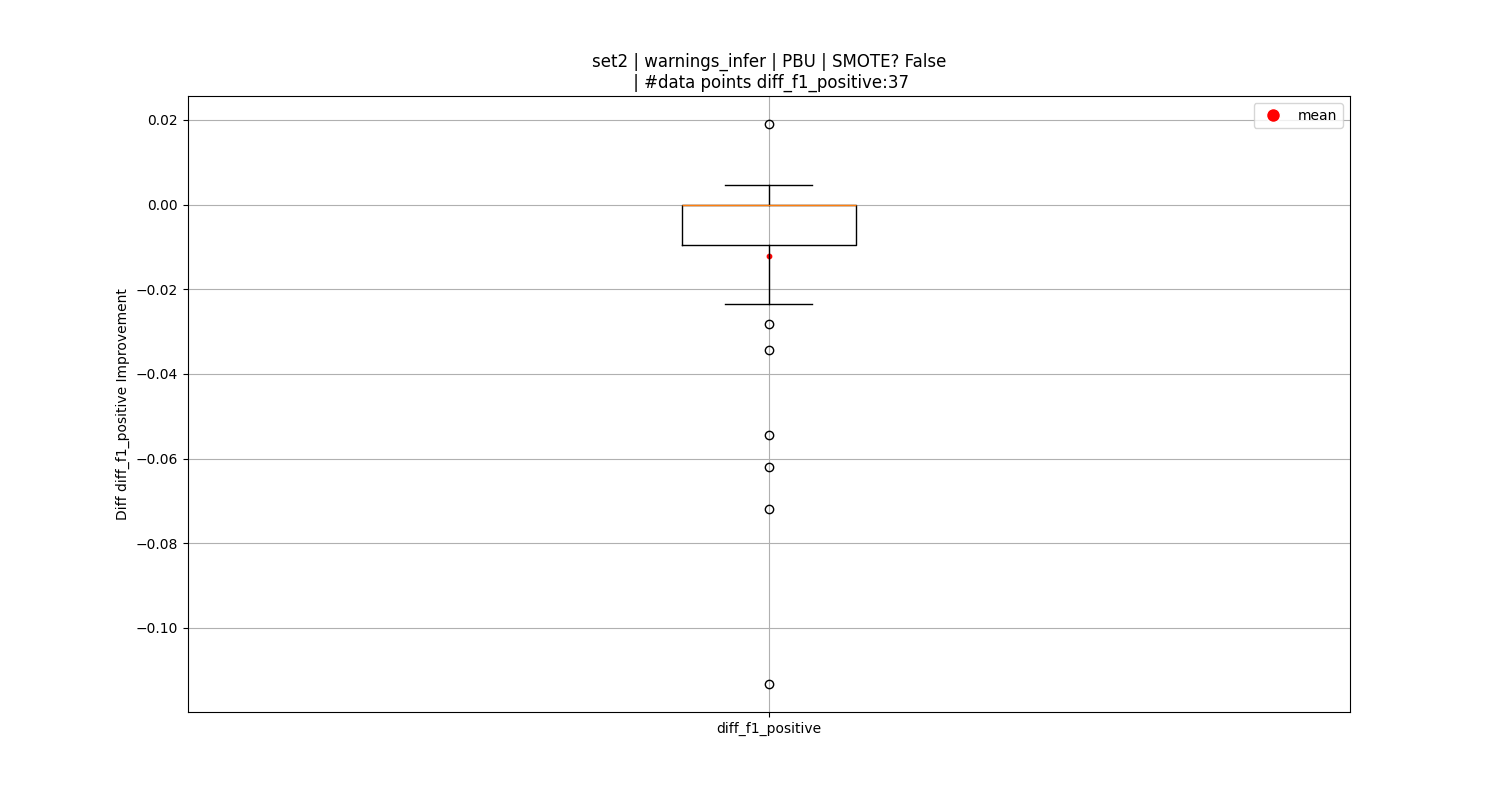 set2 | warnings_infer | PBU | SMOTE? False
| #data points diff_f1_positive:37
mean
0.02
0.00
−0.02
−0.04
−0.06
−0.08
−0.10
Diff diff_f1_positive Improvement
diff_f1_positive